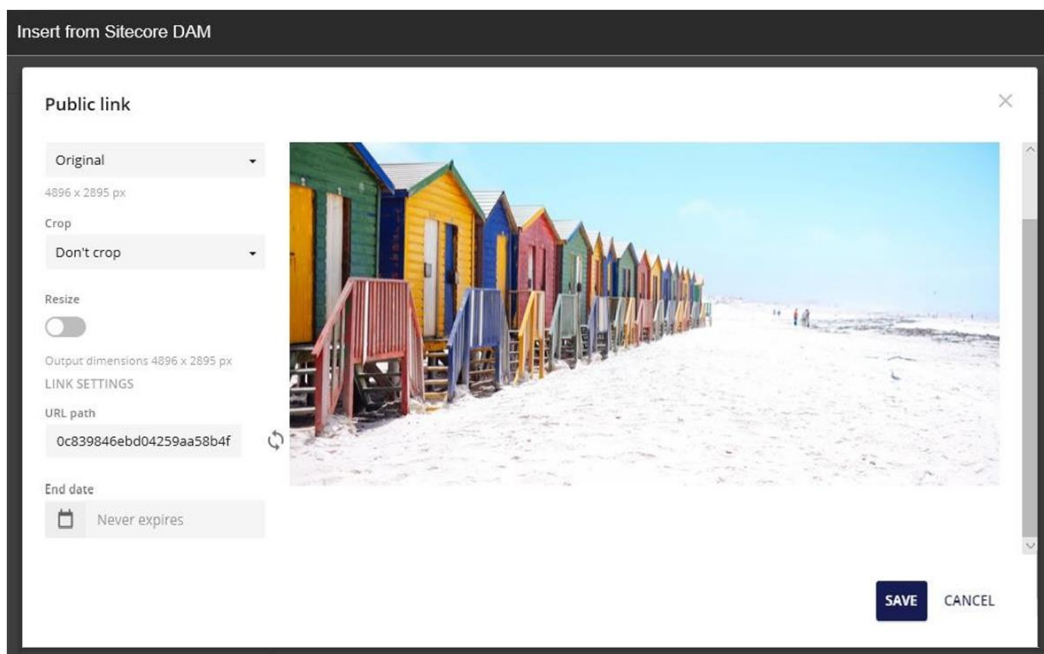 Insert from Sitecore DAM
Public link
Original
4896 x 2895 px
Crop
Don't crop
Resize
Output dimensions 4896 x 2895 px
LINK SETTINGS
URL path
0c839846ebd04259aa58b4f
End date
Never expires
SAVE CANCEL